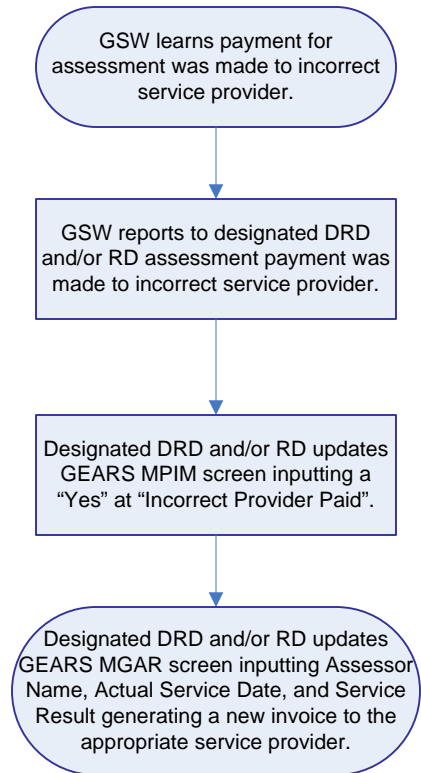 GSW learns payment for
assessment was made to incorrect
service provider.
GSW reports to designated DRD
and/or RD assessment payment was
made to incorrect service provider.
Designated DRD and/or RD updates
GEARS MPIM screen inputting a
“Yes” at “Incorrect Provider Paid”.
Designated DRD and/or RD updates
GEARS MGAR screen inputting Assessor
Name, Actual Service Date, and Service
Result generating a new invoice to the
appropriate service provider.